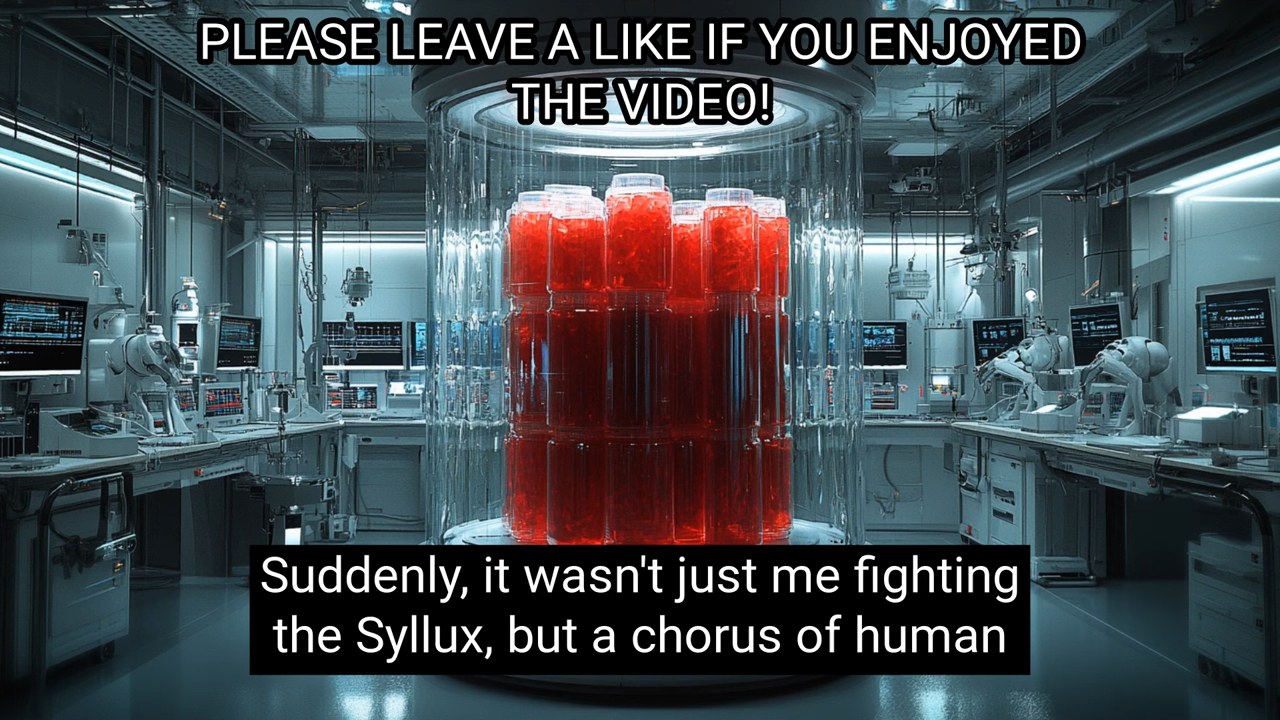 PLEASE LEAVE A LIKE IF YOU ENJOYED
THE VIDEO!
Suddenly, it wasn't just me fighting
the Syllux, but a chorus of human